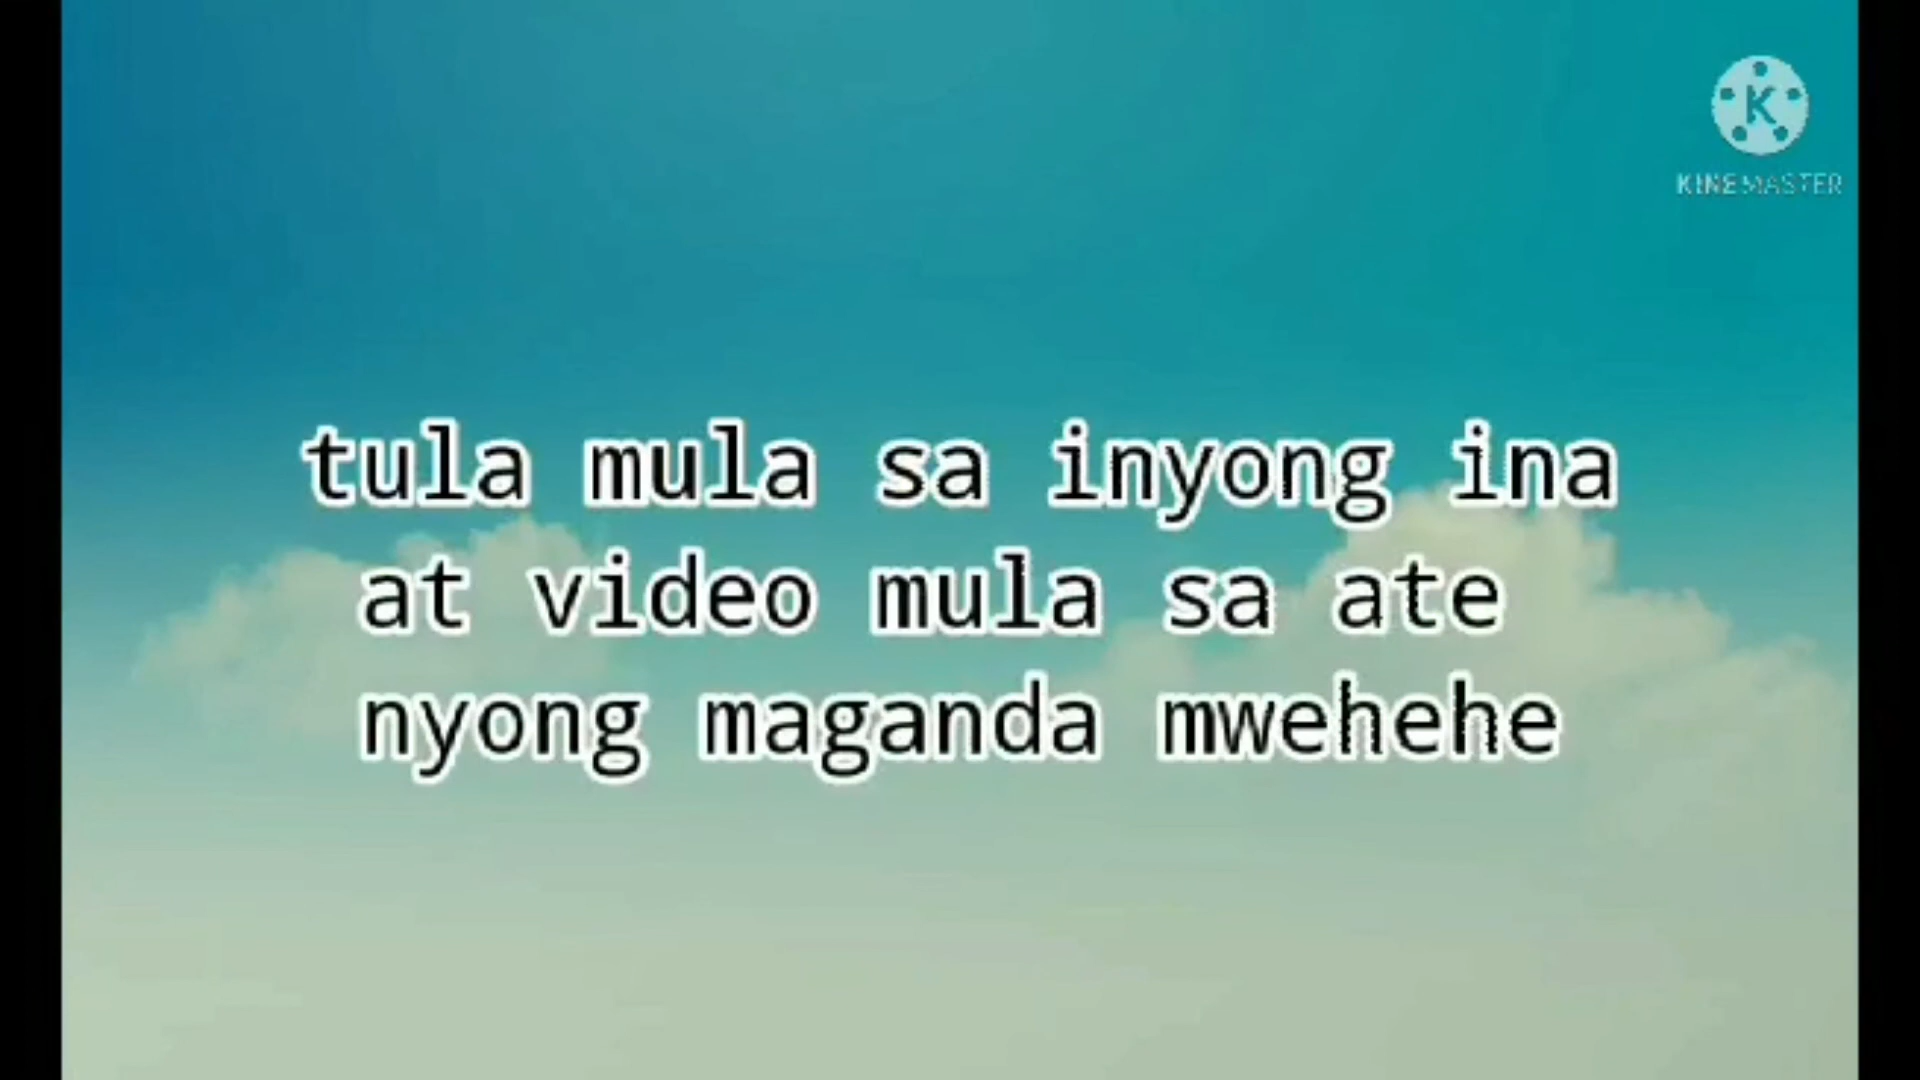 KINEMASTER
tula mula sa inyong ina
at video mula sa ate
nyong maganda mwehehe